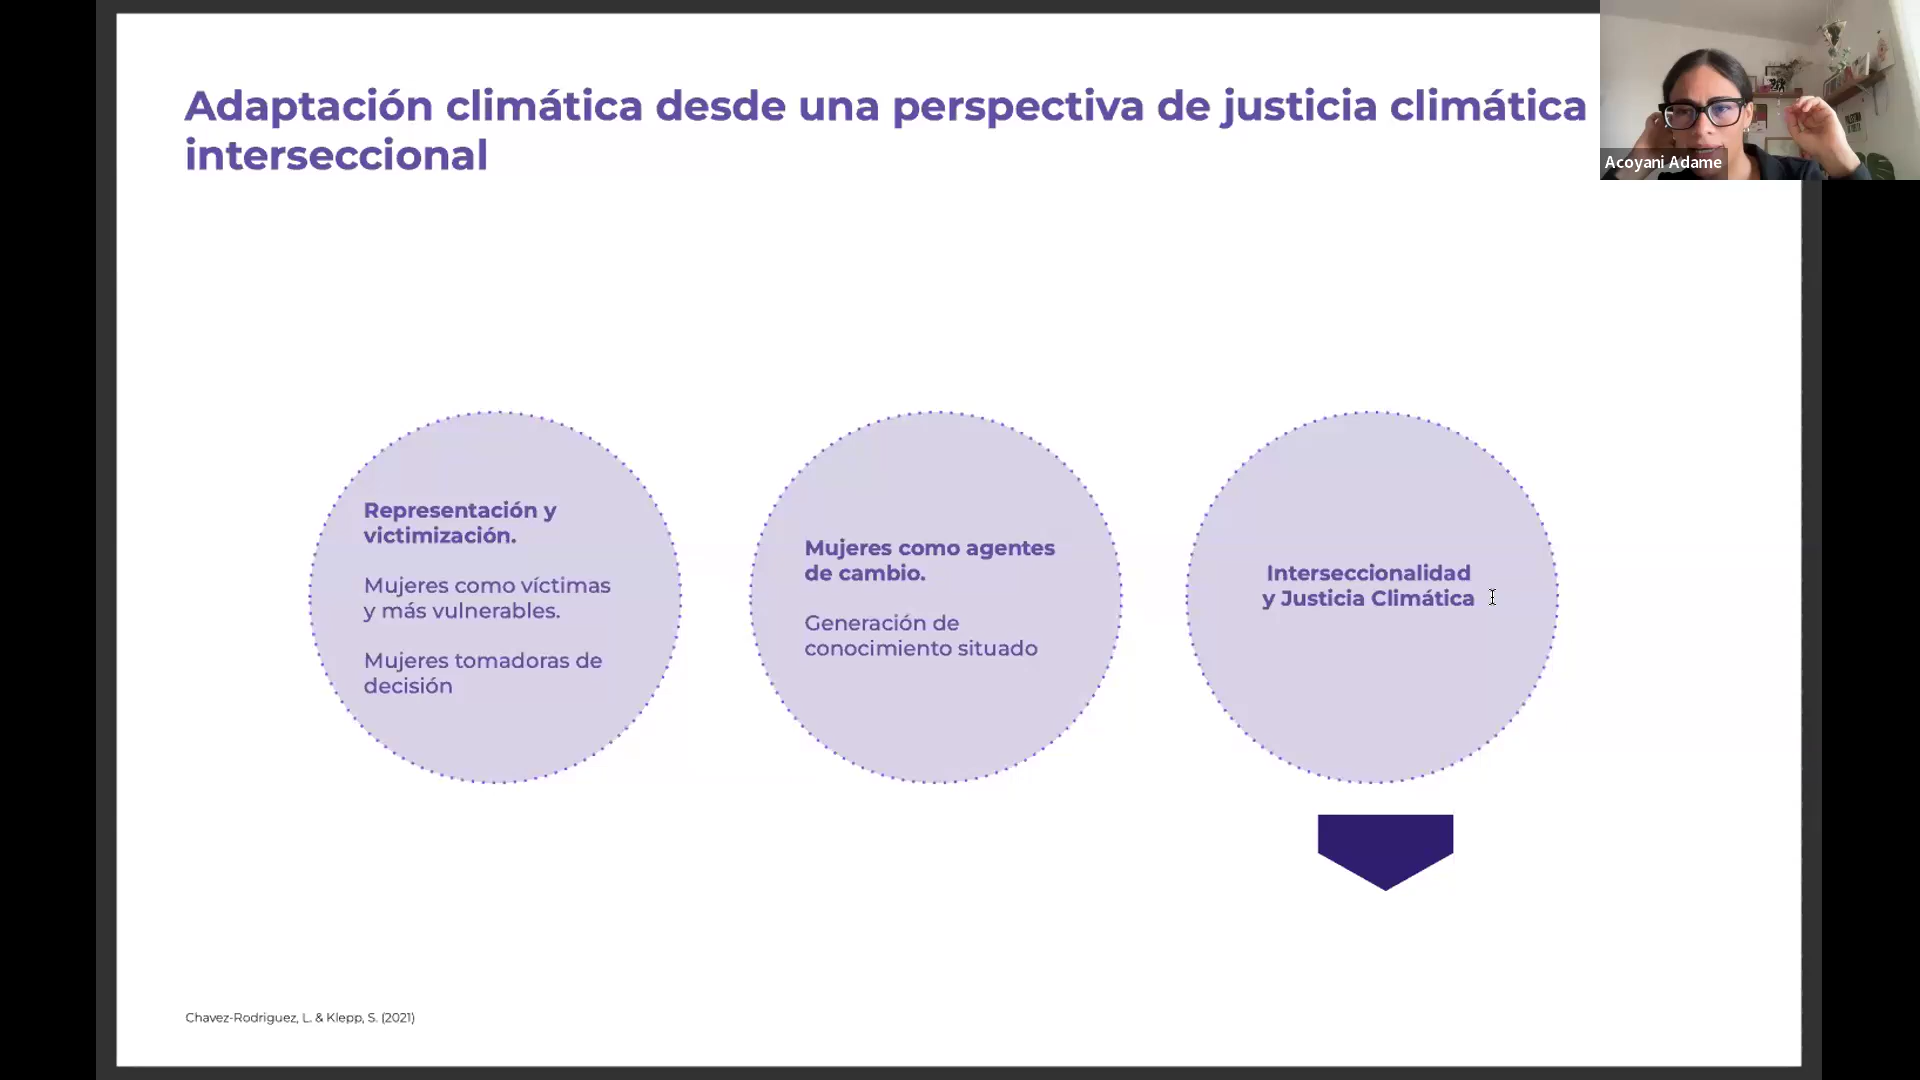 Adaptación climática desde una perspectiva de justicia climática
interseccional
Acoyani Adame
Representación y
victimización.
Mujeres como víctimas
y más vulnerables.
Mujeres tomadoras de
decisión
Mujeres como agentes
de cambio.
Generación de
conocimiento situado
Interseccionalidad
y Justicia Climática
Chavez-Rodriguez, L. & Klepp, S. (2021)